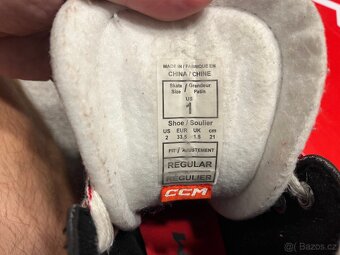 MADE IN / FABRIQUÉ EN
CHINA / CHINE
Skate / Grandeur
Size / Patin
US
1
Shoe / Soulier
US EUR UK cm
2 33.5 1.5 21
FIT / AJUSTEMENT
REGULAR
RÉGULIER
CCM
Bazos.cz